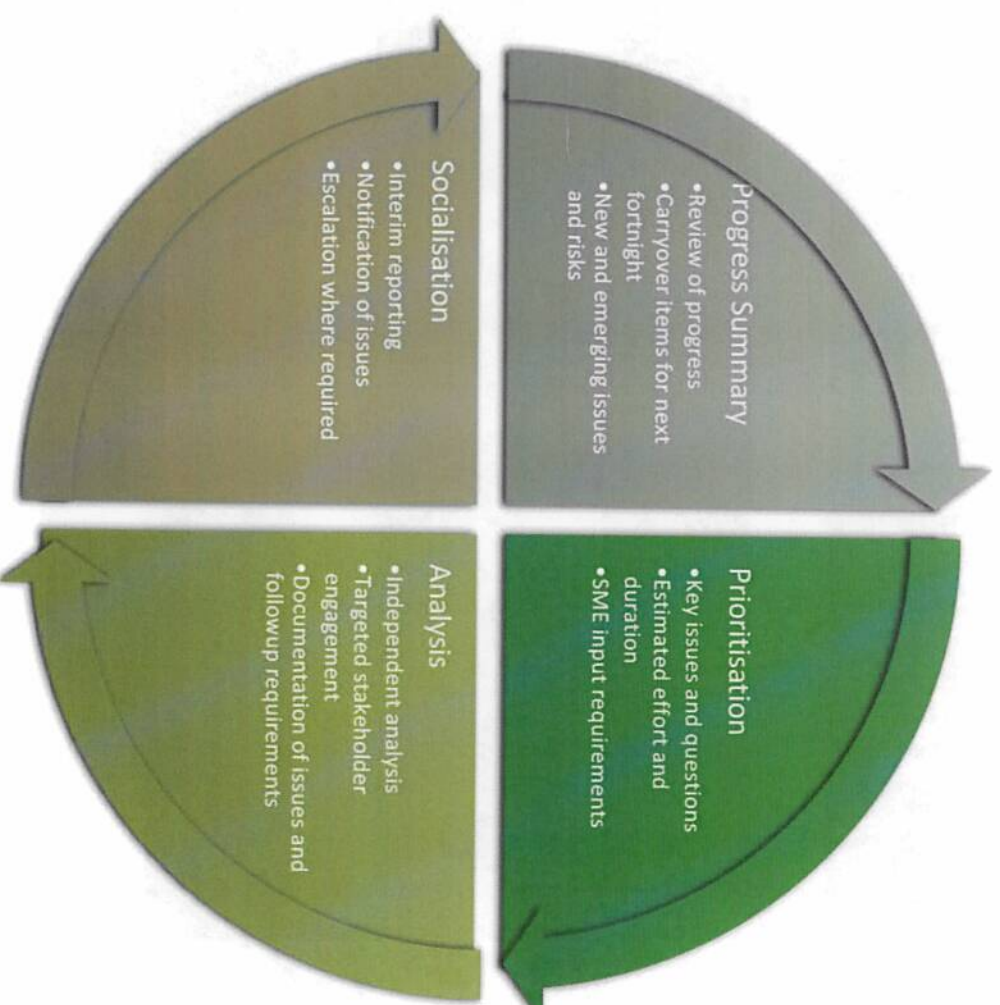 Progress Summary
•Review of progress
•Carryover items for next
fortnight
•New and emerging issues
and risks
Prioritisation
•Key issues and questions
•Estimated effort and
duration
•SME input requirements
Analysis
•Independent analysis
•Targeted stakeholder
engagement
•Documentation of issues and
followup requirements
Socialisation
•Interim reporting
•Notification of issues
•Escalation where required